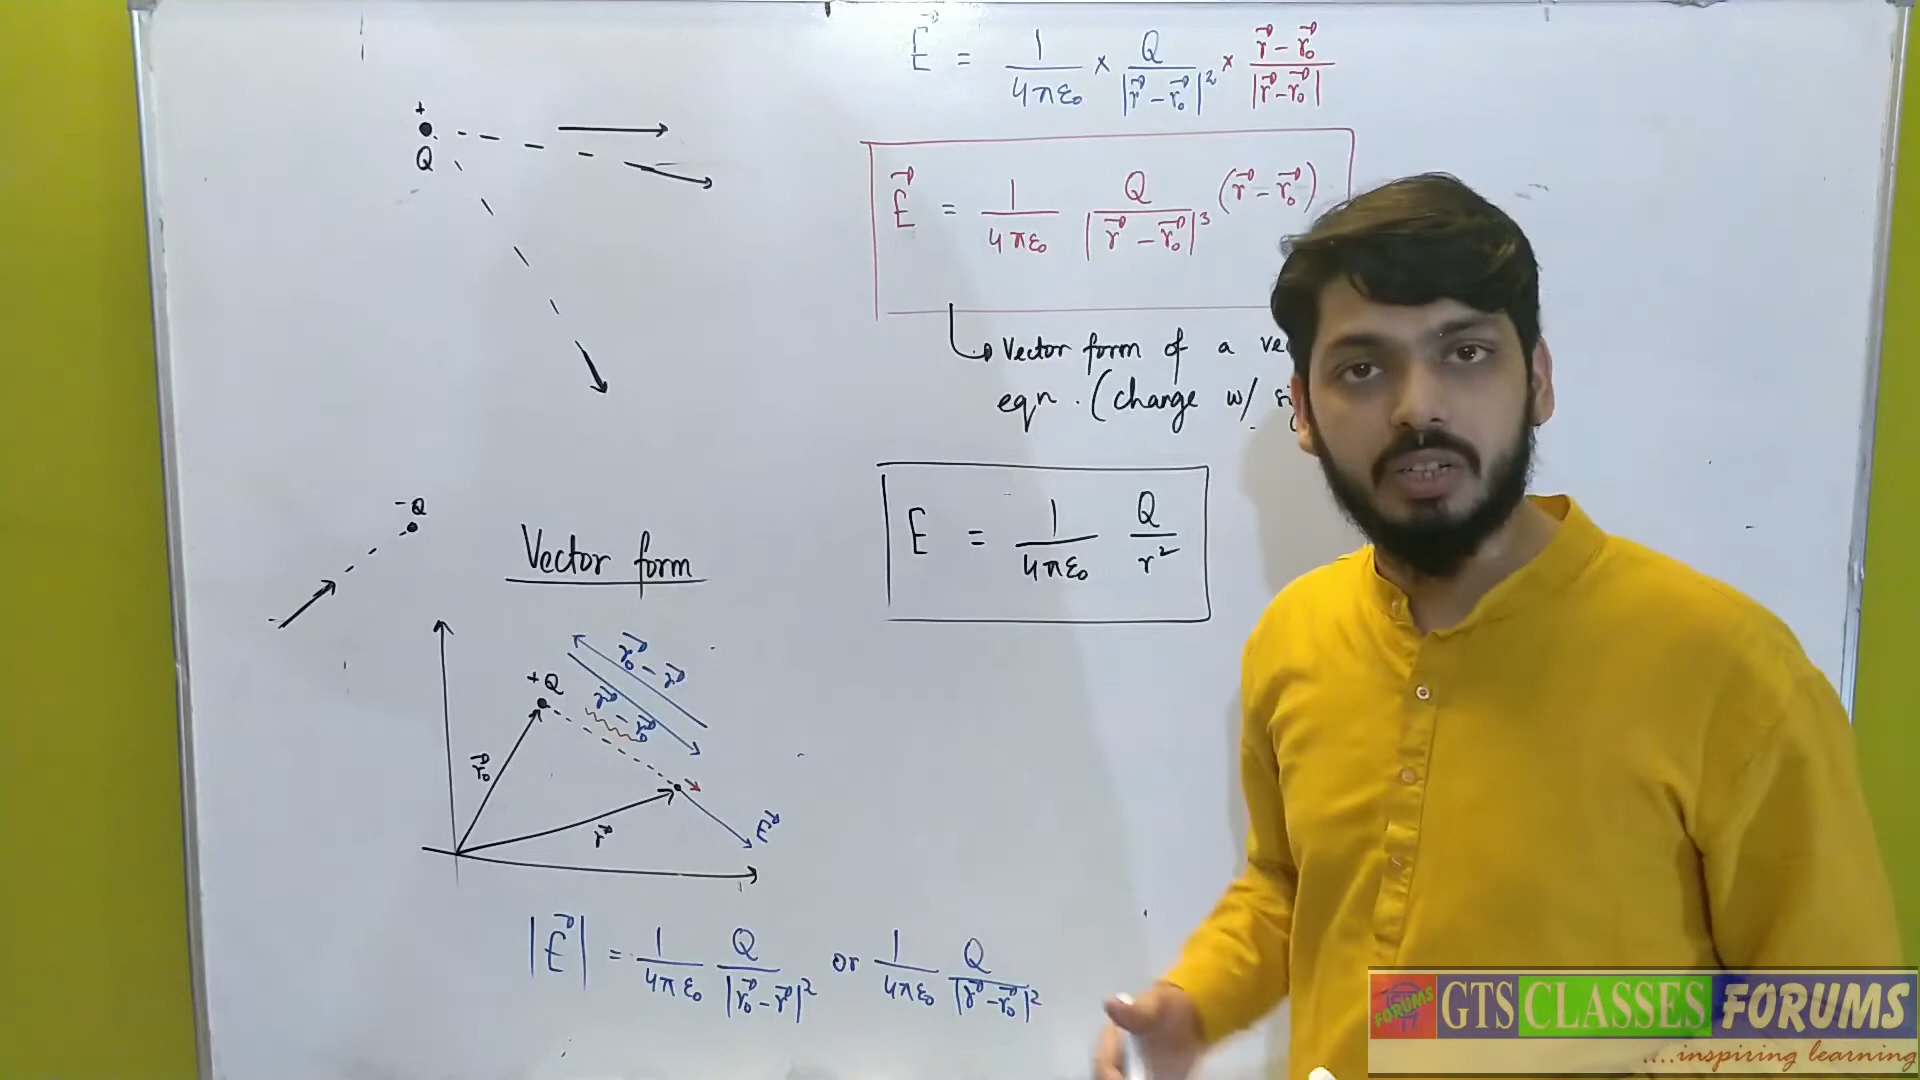 E⃗ = 1/4πε₀ × Q/|r⃗ − r⃗₀|² × r⃗ − r⃗₀/|r⃗ − r⃗₀|
E⃗ = 1/4πε₀ Q/|r⃗ − r⃗₀|³ (r⃗ − r⃗₀)
Vector form of a
eqn. (change w/
E = 1/4πε₀ Q/r²
+
Q
-Q
Vector form
+Q
r⃗₀ − r⃗
r⃗ − r⃗₀
r⃗₀
r⃗
E⃗
|E⃗| = 1/4πε₀ Q/|r⃗₀ − r⃗|² or 1/4πε₀ Q/|r⃗ − r⃗₀|²
FORUMS GTS CLASSES FORUMS
....inspiring learning